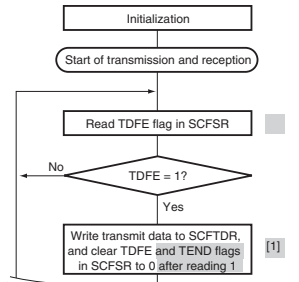 Initialization
Start of transmission and reception
Read TDFE flag in SCFSR
No
TDFE = 1?
Yes
Write transmit data to SCFTDR,
and clear TDFE and TEND flags
in SCFSR to 0 after reading 1
[1]